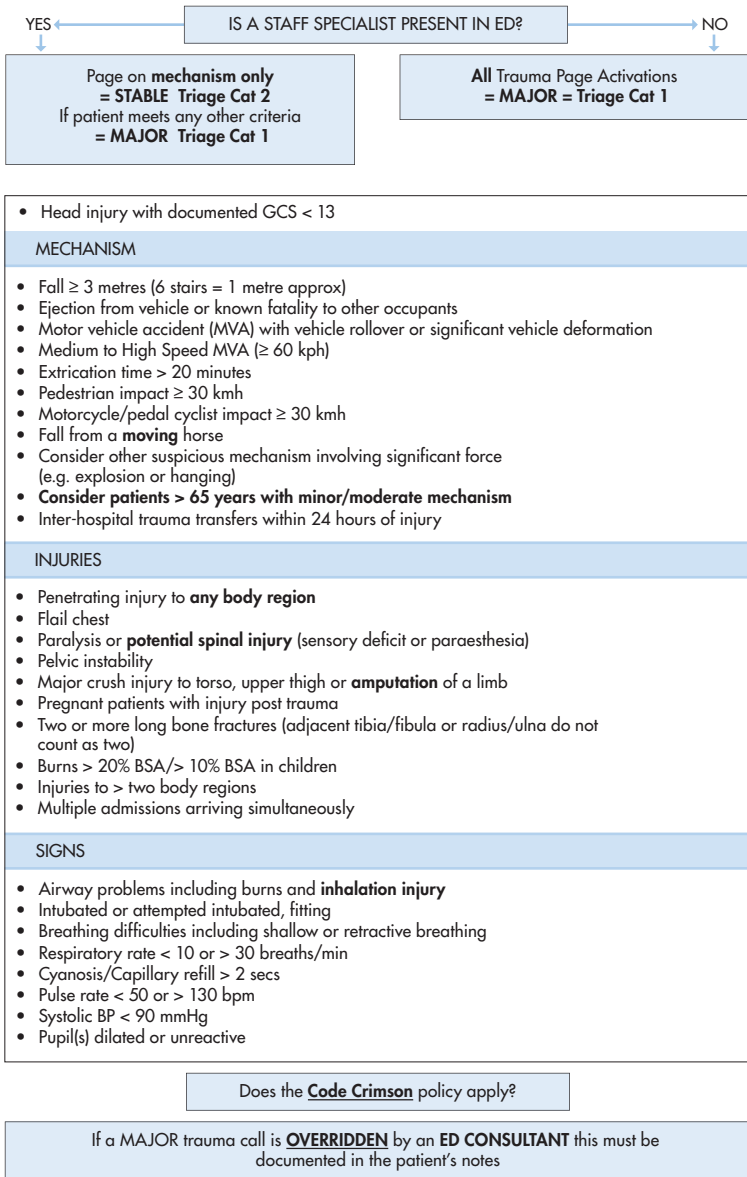 IS A STAFF SPECIALIST PRESENT IN ED?
YES
NO
Page on mechanism only
= STABLE Triage Cat 2
If patient meets any other criteria
= MAJOR Triage Cat 1
All Trauma Page Activations
= MAJOR = Triage Cat 1
• Head injury with documented GCS < 13
MECHANISM
• Fall ≥ 3 metres (6 stairs = 1 metre approx)
• Ejection from vehicle or known fatality to other occupants
• Motor vehicle accident (MVA) with vehicle rollover or significant vehicle deformation
• Medium to High Speed MVA (≥ 60 kph)
• Extrication time > 20 minutes
• Pedestrian impact ≥ 30 kmh
• Motorcycle/pedal cyclist impact ≥ 30 kmh
• Fall from a moving horse
• Consider other suspicious mechanism involving significant force
(e.g. explosion or hanging)
• Consider patients > 65 years with minor/moderate mechanism
• Inter-hospital trauma transfers within 24 hours of injury
INJURIES
• Penetrating injury to any body region
• Flail chest
• Paralysis or potential spinal injury (sensory deficit or paraesthesia)
• Pelvic instability
• Major crush injury to torso, upper thigh or amputation of a limb
• Pregnant patients with injury post trauma
• Two or more long bone fractures (adjacent tibia/fibula or radius/ulna do not
count as two)
• Burns > 20% BSA/> 10% BSA in children
• Injuries to > two body regions
• Multiple admissions arriving simultaneously
SIGNS
• Airway problems including burns and inhalation injury
• Intubated or attempted intubated, fitting
• Breathing difficulties including shallow or retractive breathing
• Respiratory rate < 10 or > 30 breaths/min
• Cyanosis/Capillary refill > 2 secs
• Pulse rate < 50 or > 130 bpm
• Systolic BP < 90 mmHg
• Pupil(s) dilated or unreactive
Does the Code Crimson policy apply?
If a MAJOR trauma call is OVERRIDDEN by an ED CONSULTANT this must be
documented in the patient's notes